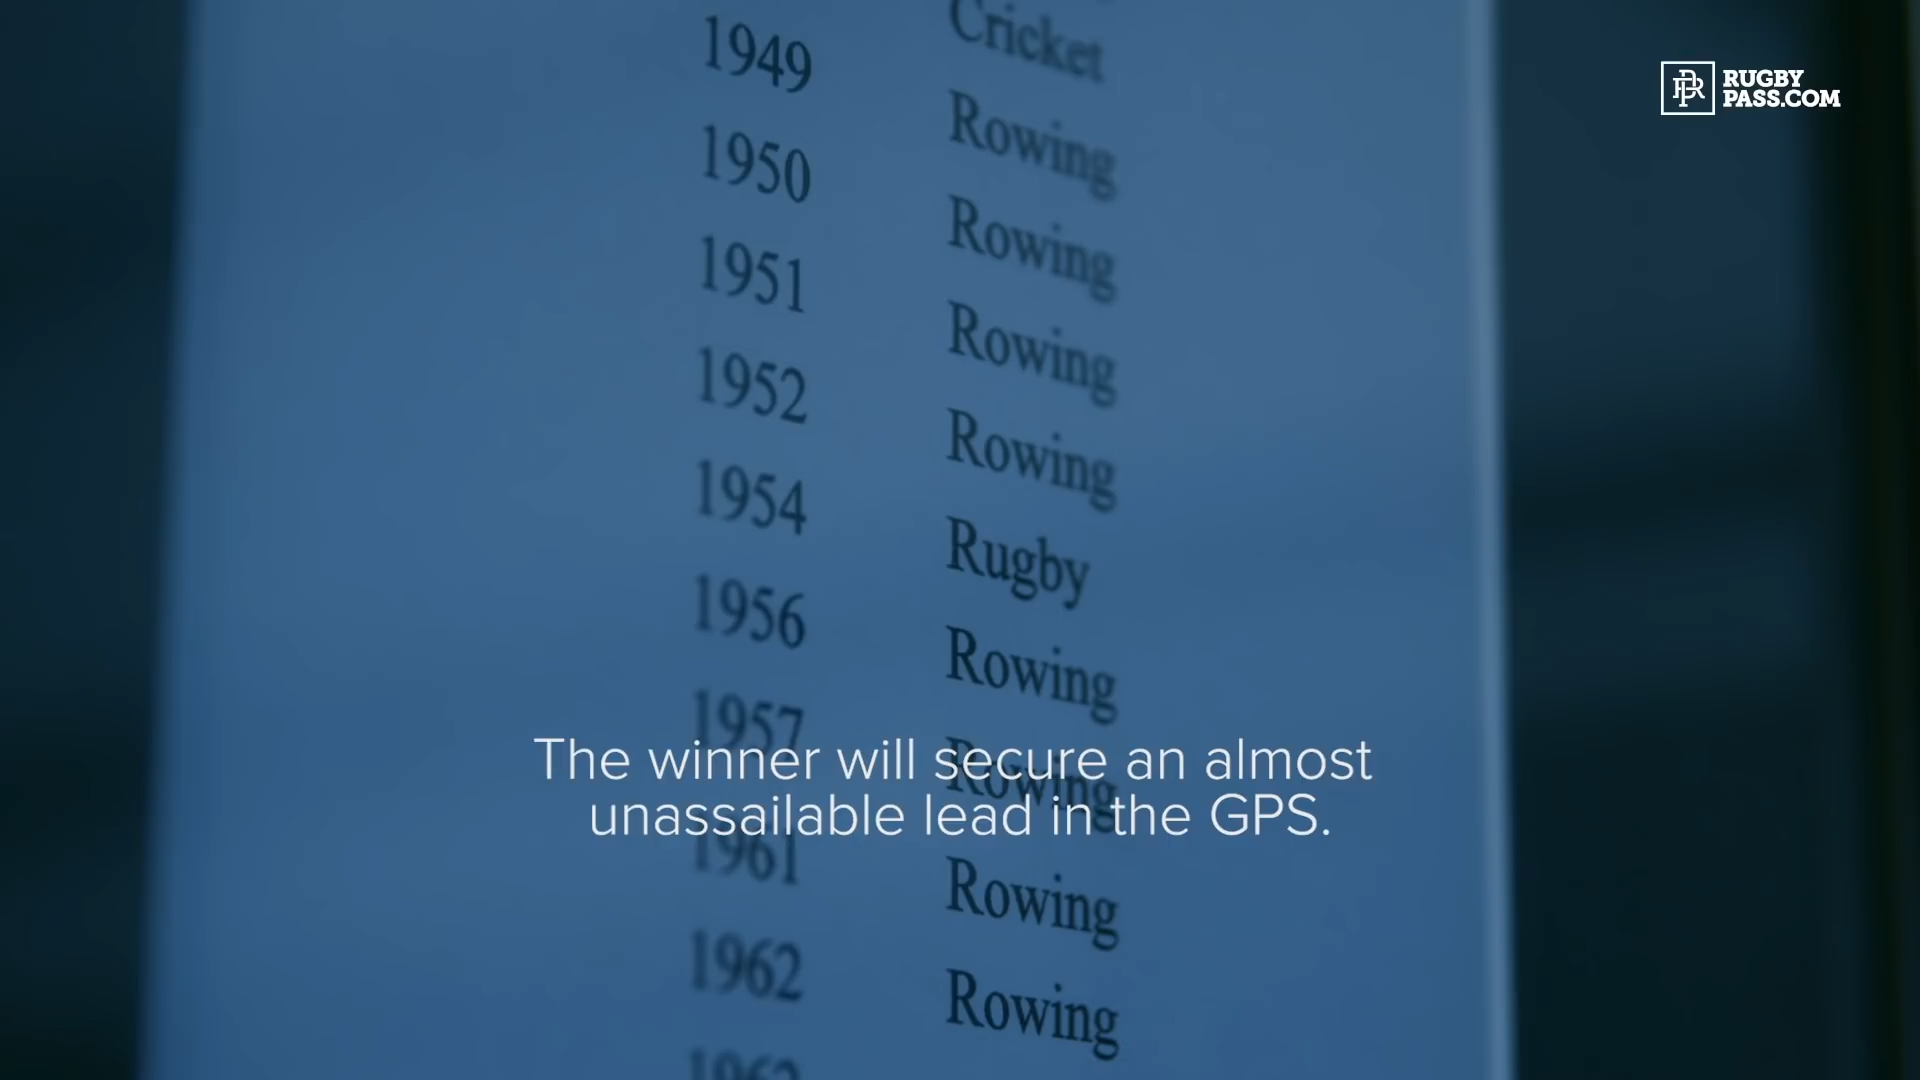 RUGBY
PASS.COM
Cricket
1949 Rowing
1950 Rowing
1951 Rowing
1952 Rowing
1954 Rugby
1956 Rowing
1957 Rowing
1961 Rowing
1962 Rowing
The winner will secure an almost
unassailable lead in the GPS.